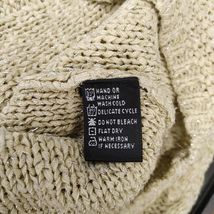 HAND OR
MACHINE
WASH COLD
DELICATE CYCLE
DO NOT BLEACH
FLAT DRY
WARM IRON
IF NECESSARY